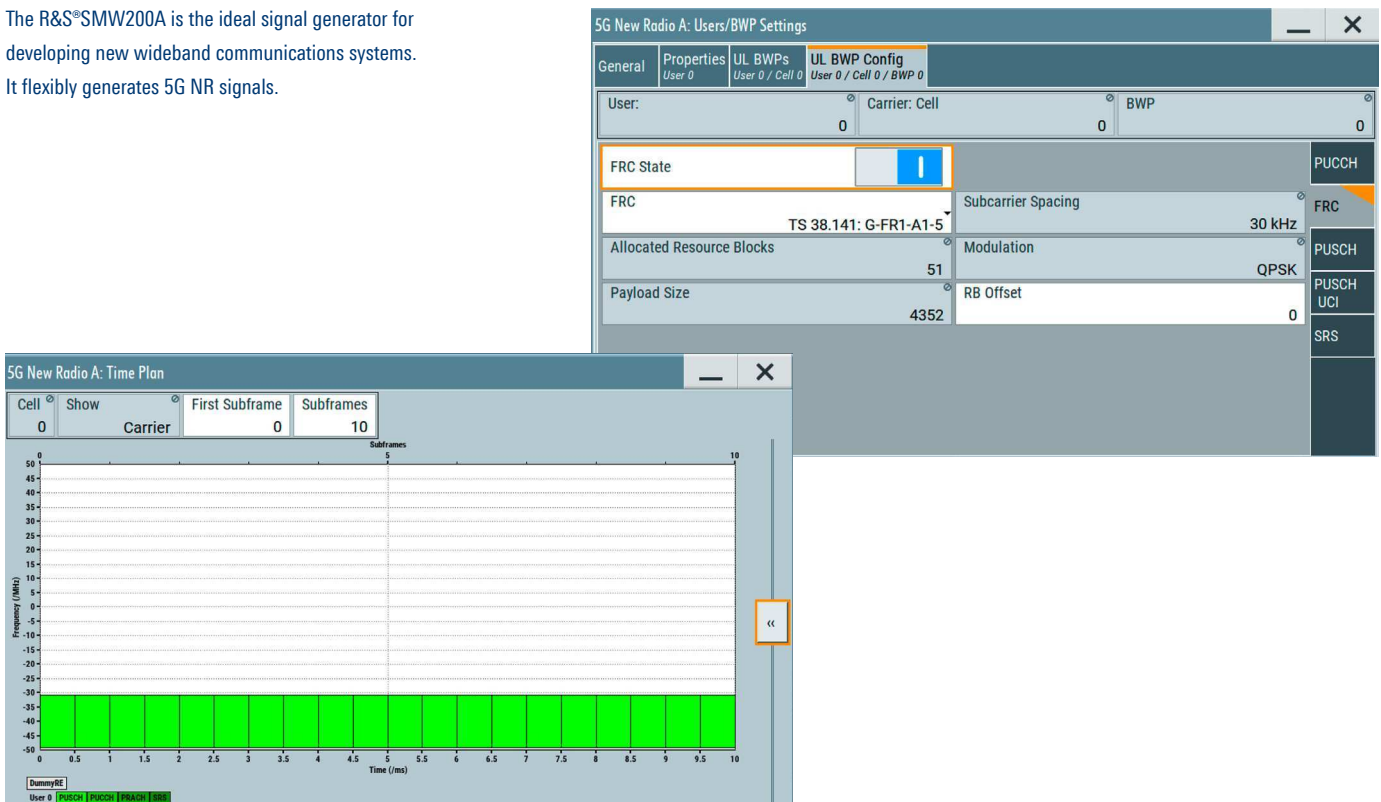 The R&S®SMW200A is the ideal signal generator for
developing new wideband communications systems.
It flexibly generates 5G NR signals.
5G New Radio A: Users/BWP Settings
General
Properties
User 0
UL BWPs
User 0 / Cell 0
UL BWP Config
User 0 / Cell 0 / BWP 0
User:
0
Carrier: Cell
0
BWP
0
FRC State
FRC
TS 38.141: G-FR1-A1-5
Subcarrier Spacing
30 kHz
Allocated Resource Blocks
51
Modulation
QPSK
Payload Size
4352
RB Offset
0
PUCCH
FRC
PUSCH
PUSCH
UCI
SRS
5G New Radio A: Time Plan
Cell
0
Show
Carrier
First Subframe
0
Subframes
10
Subframes
0 5 10
50
45
40
35
30
25
20
15
10
5
0
-5
-10
-15
-20
-25
-30
-35
-40
-45
-50
Frequency (/MHz)
0 0.5 1 1.5 2 2.5 3 3.5 4 4.5 5 5.5 6 6.5 7 7.5 8 8.5 9 9.5 10
Time (/ms)
«
DummyRE
User 0 PUSCH PUCCH PRACH SRS